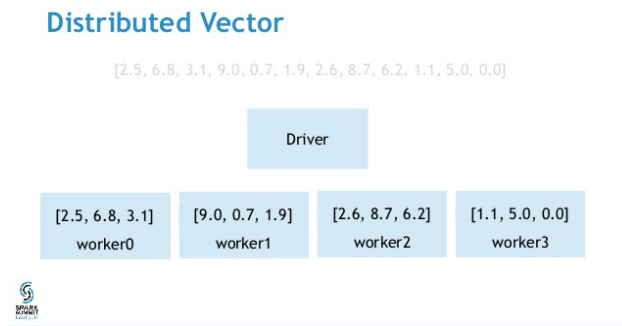 Distributed Vector
[2.5, 6.8, 3.1, 9.0, 0.7, 1.9, 2.6, 8.7, 6.2, 1.1, 5.0, 0.0]
Driver
[2.5, 6.8, 3.1]
worker0
[9.0, 0.7, 1.9]
worker1
[2.6, 8.7, 6.2]
worker2
[1.1, 5.0, 0.0]
worker3
SPARK
SUMMIT